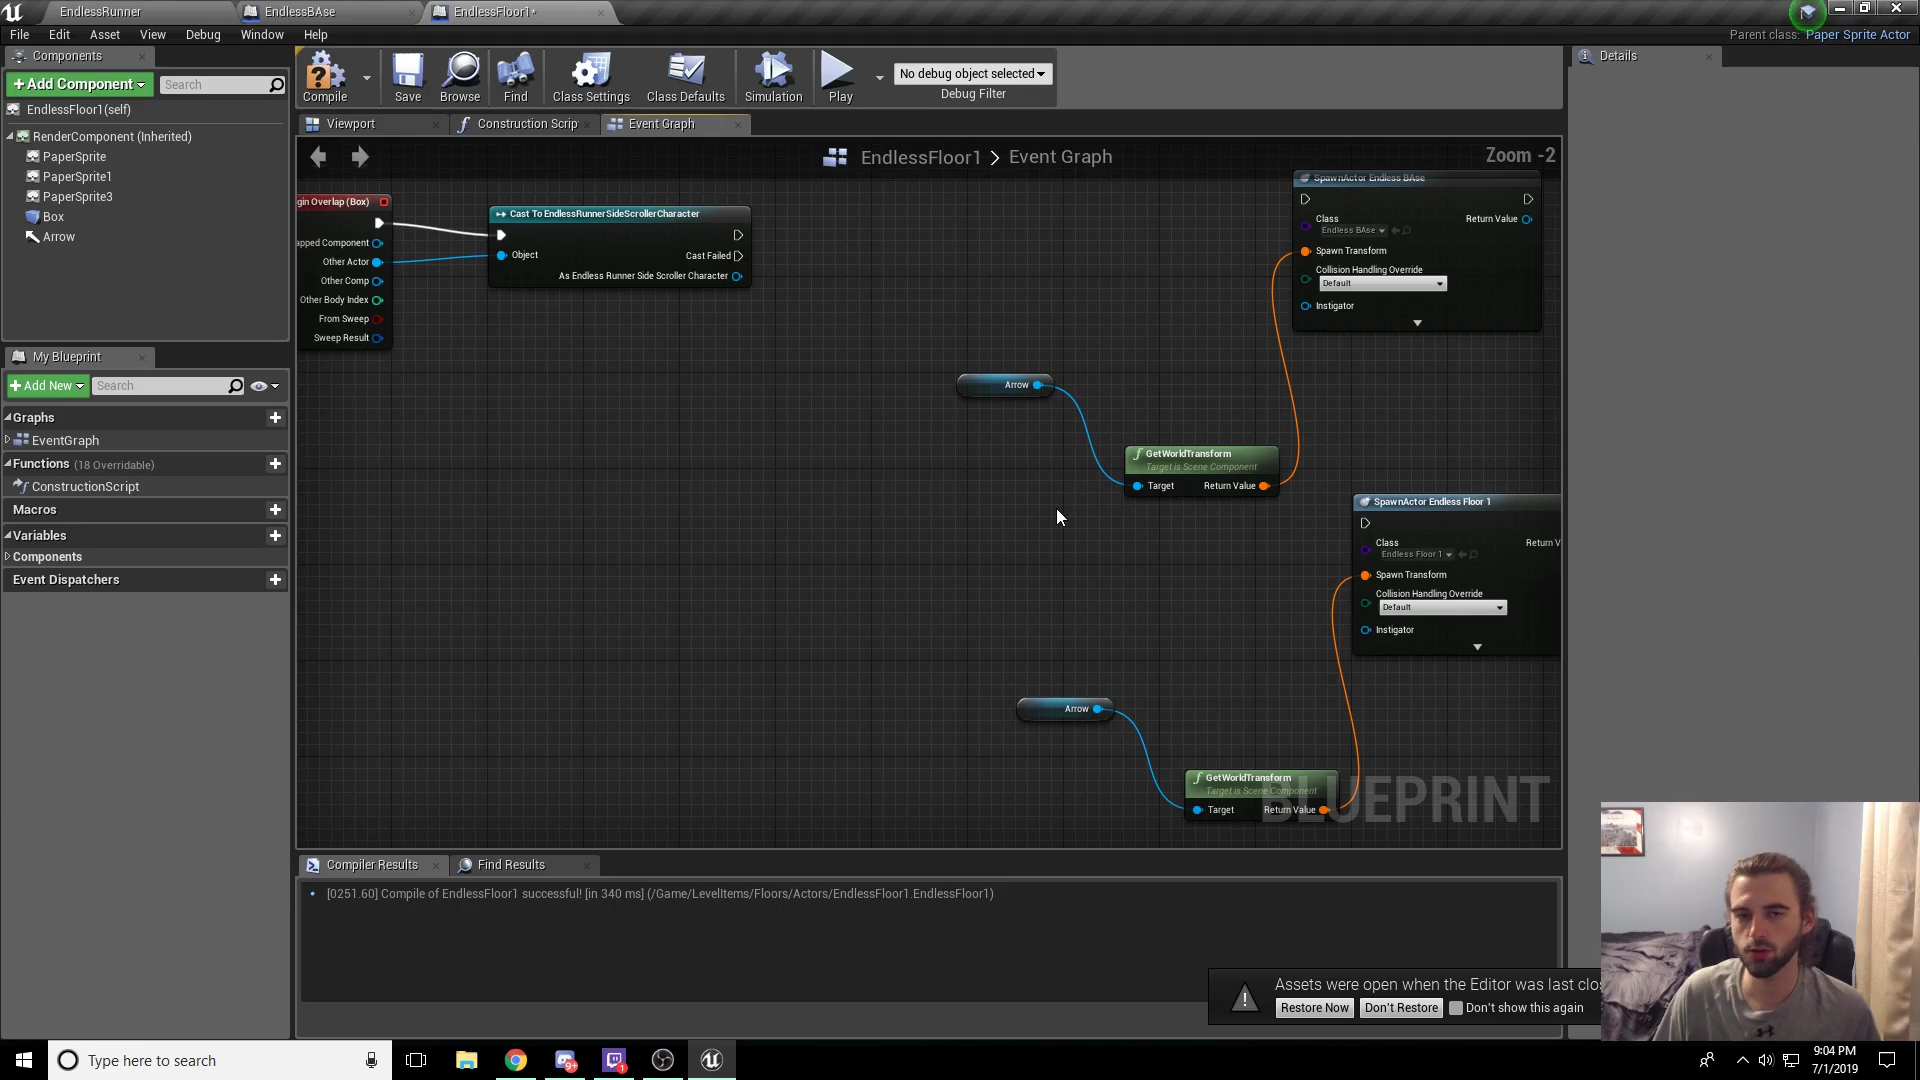 EndlessRunner
EndlessBAse
EndlessFloor1*
File Edit Asset View Debug Window Help
Parent class: Paper Sprite Actor
Components
+ Add Component
Search
EndlessFloor1(self)
RenderComponent (Inherited)
PaperSprite
PaperSprite1
PaperSprite3
Box
Arrow
Compile
Save
Browse
Find
Class Settings
Class Defaults
Simulation
Play
No debug object selected
Debug Filter
Details
Viewport
Construction Scrip
Event Graph
EndlessFloor1 > Event Graph
Zoom -2
My Blueprint
+ Add New
Search
Graphs
EventGraph
Functions (18 Overridable)
ConstructionScript
Macros
Variables
Components
Event Dispatchers
gin Overlap (Box)
apped Component
Other Actor
Other Comp
Other Body Index
From Sweep
Sweep Result
Cast To EndlessRunnerSideScrollerCharacter
Object
Cast Failed
As Endless Runner Side Scroller Character
SpawnActor Endless BAse
Class
Endless BAse
Return Value
Spawn Transform
Collision Handling Override
Default
Instigator
Arrow
GetWorldTransform
Target is Scene Component
Target
Return Value
SpawnActor Endless Floor 1
Class
Endless Floor 1
Return V
Spawn Transform
Collision Handling Override
Default
Instigator
Arrow
GetWorldTransform
Target is Scene Component
Target
Return Value
BLUEPRINT
Compiler Results
Find Results
[0251.60] Compile of EndlessFloor1 successful! [in 340 ms] (/Game/LevelItems/Floors/Actors/EndlessFloor1.EndlessFloor1)
Assets were open when the Editor was last clos
Restore Now
Don't Restore
Don't show this again
Type here to search
9+
1
9:04 PM
7/1/2019